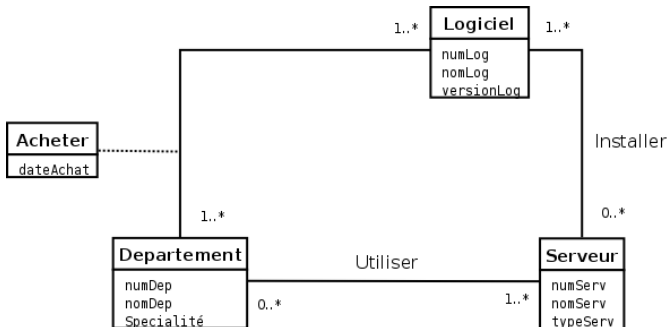 1..*
Logiciel
1..*
numLog
nomLog
versionLog
Acheter
dateAchat
Installer
1..*
0..*
Departement
numDep
nomDep
Specialité
Utiliser
0..*
1..*
Serveur
numServ
nomServ
typeServ